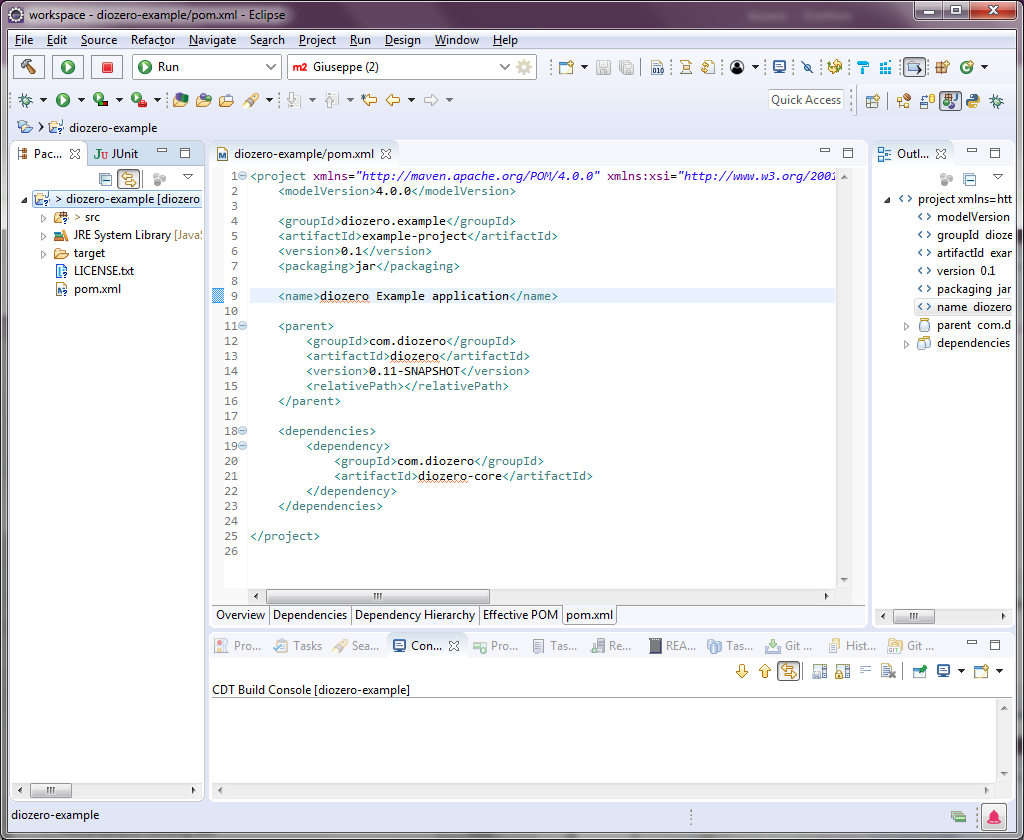 workspace - diozero-example/pom.xml - Eclipse
File Edit Source Refactor Navigate Search Project Run Design Window Help
Run
m2 Giuseppe (2)
010
Quick Access
diozero-example
Pac...
Ju JUnit
> diozero-example [diozero
> src
JRE System Library [JavaS
target
LICENSE.txt
pom.xml
diozero-example/pom.xml
1 <project xmlns="http://maven.apache.org/POM/4.0.0" xmlns:xsi="http://www.w3.org/2001
2 <modelVersion>4.0.0</modelVersion>
3
4 <groupId>diozero.example</groupId>
5 <artifactId>example-project</artifactId>
6 <version>0.1</version>
7 <packaging>jar</packaging>
8
9 <name>diozero Example application</name>
10
11 <parent>
12 <groupId>com.diozero</groupId>
13 <artifactId>diozero</artifactId>
14 <version>0.11-SNAPSHOT</version>
15 <relativePath></relativePath>
16 </parent>
17
18 <dependencies>
19 <dependency>
20 <groupId>com.diozero</groupId>
21 <artifactId>diozero-core</artifactId>
22 </dependency>
23 </dependencies>
24
25 </project>
26
Overview Dependencies Dependency Hierarchy Effective POM pom.xml
Outl...
project xmlns=htt
modelVersion
groupId dioze
artifactId exar
version 0.1
packaging jar
name diozero
parent com.d
dependencies
Pro... Tasks Sea... Con... Pro... Tas... Re... REA... Tas... Git ... Hist... Git ...
CDT Build Console [diozero-example]
diozero-example